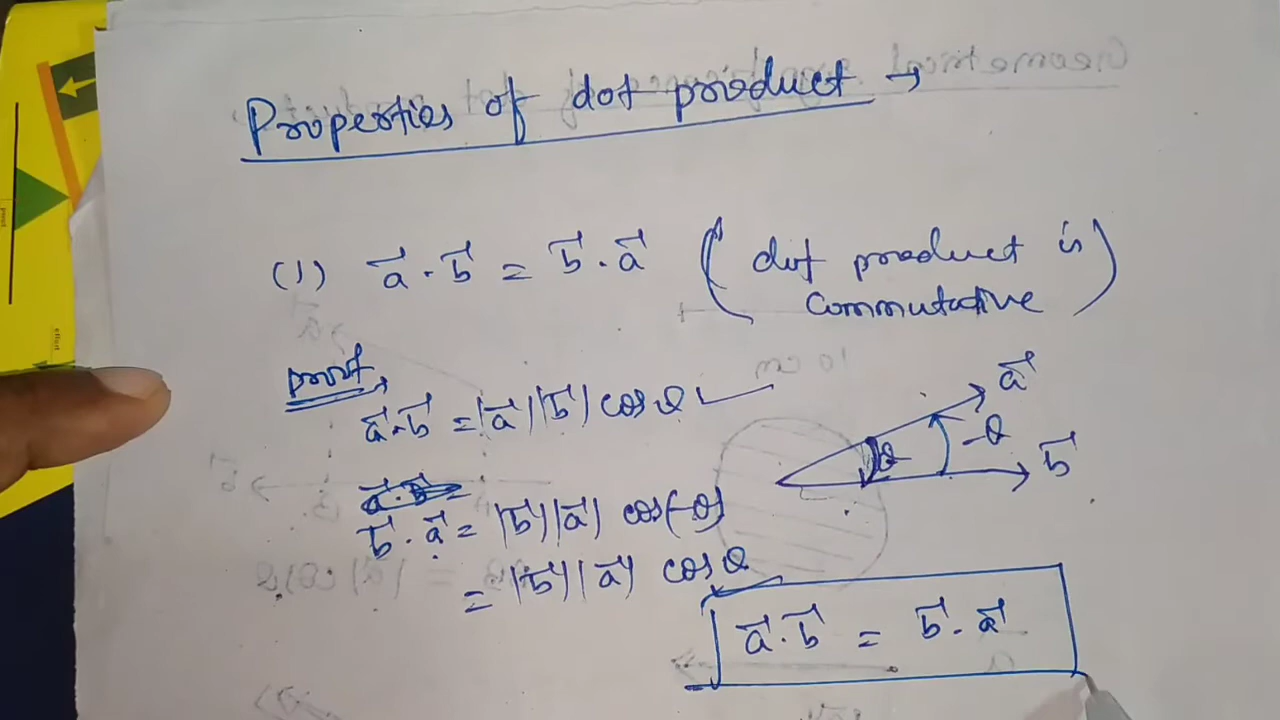 Properties of dot product →
(1) a⃗ · b⃗ = b⃗ · a⃗ (dot product is
commutative)
Proof
a⃗ · b⃗ = |a⃗||b⃗| cos θ
a⃗
θ
-θ
b⃗
b⃗ · a⃗ = |b⃗||a⃗| cos(-θ)
= |b⃗||a⃗| cos θ
a⃗ · b⃗ = b⃗ · a⃗